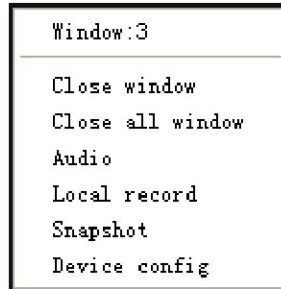 Window:3
Close window
Close all window
Audio
Local record
Snapshot
Device config